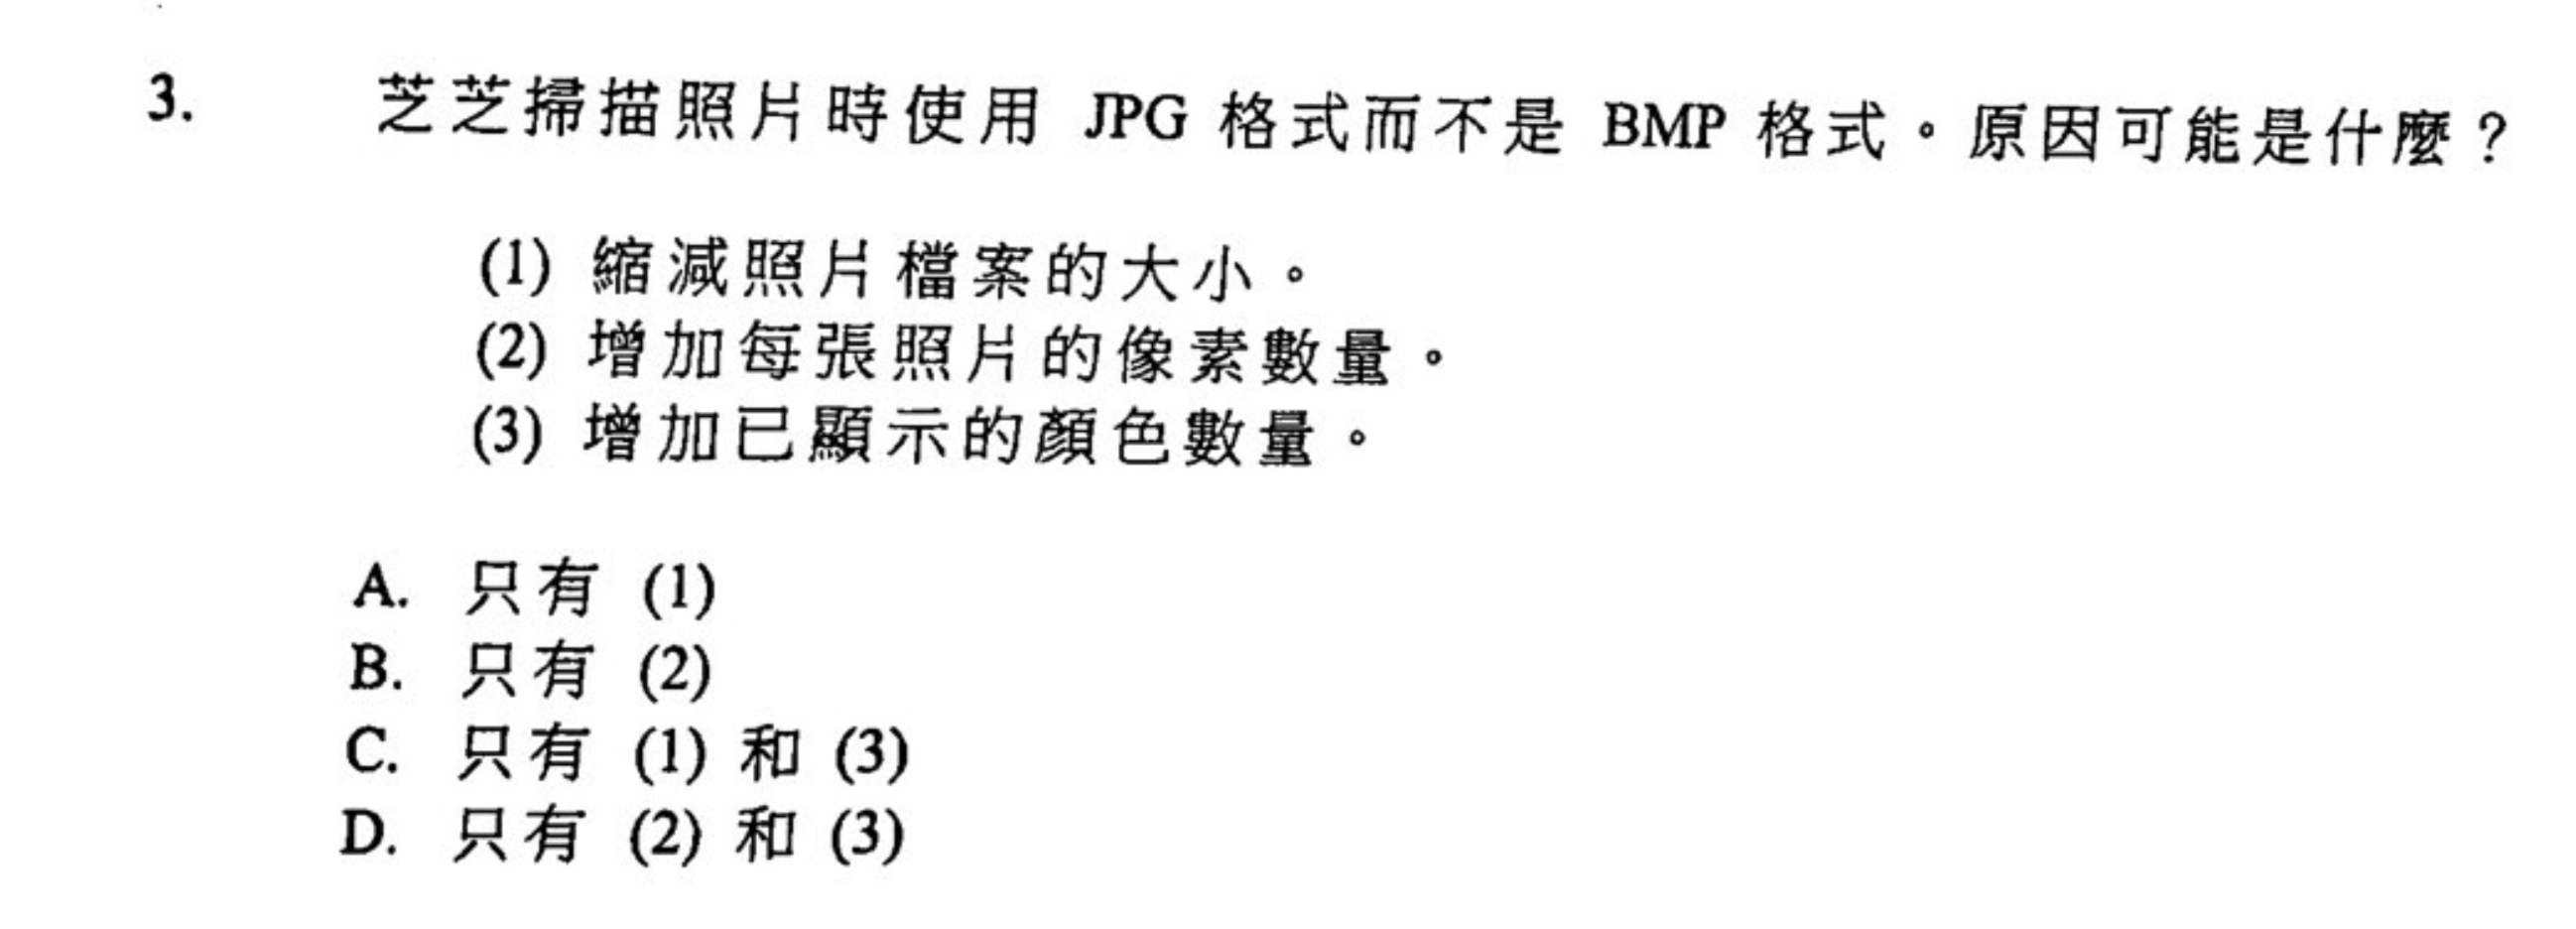 3. 芝芝掃描照片時使用 JPG 格式而不是 BMP 格式。原因可能是什麼？
(1) 縮減照片檔案的大小。
(2) 增加每張照片的像素數量。
(3) 增加已顯示的顏色數量。
A. 只有 (1)
B. 只有 (2)
C. 只有 (1) 和 (3)
D. 只有 (2) 和 (3)